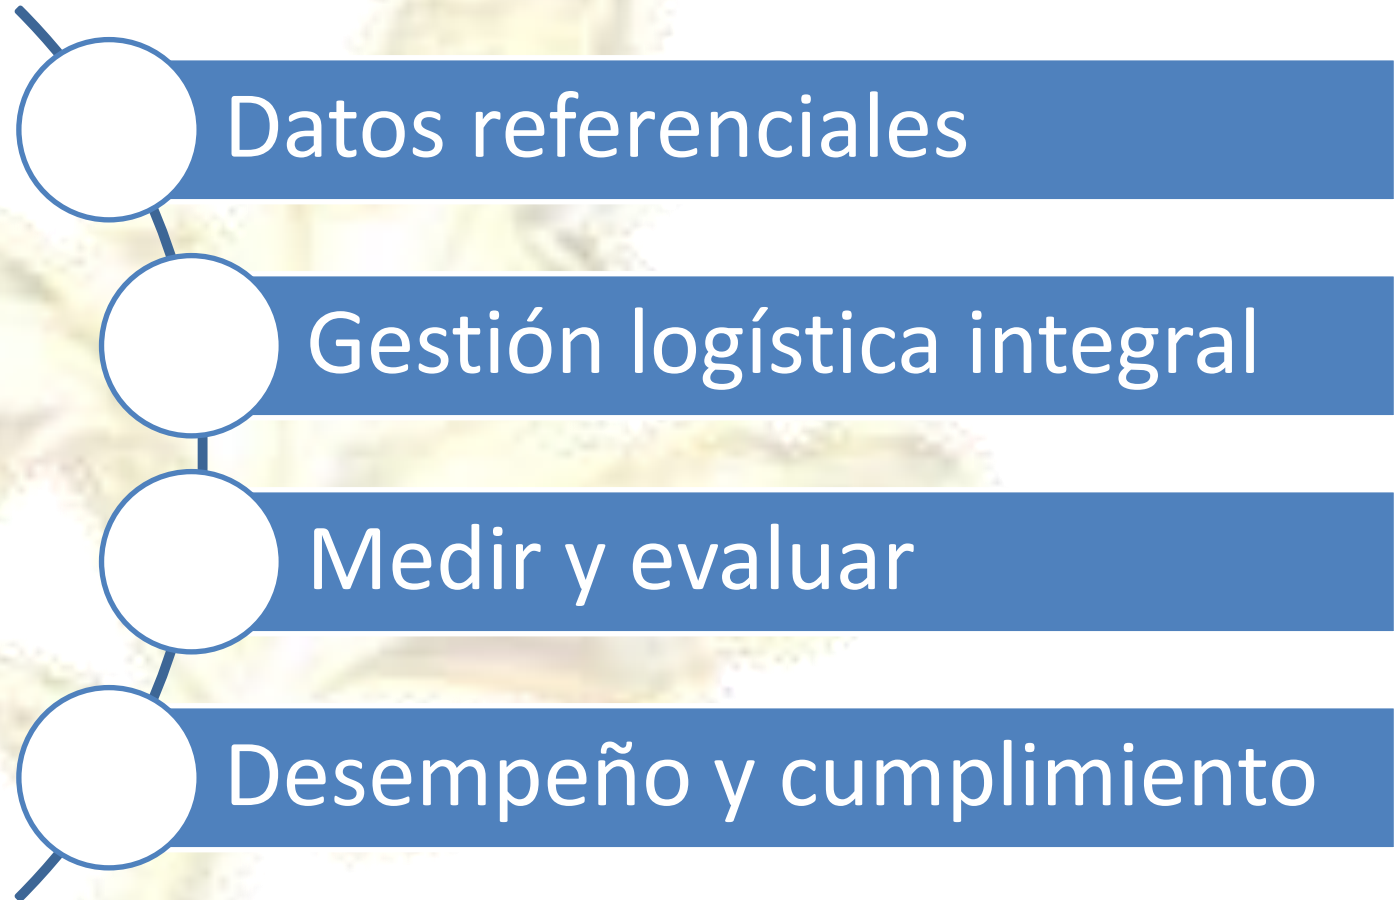 Datos referenciales
Gestión logística integral
Medir y evaluar
Desempeño y cumplimiento